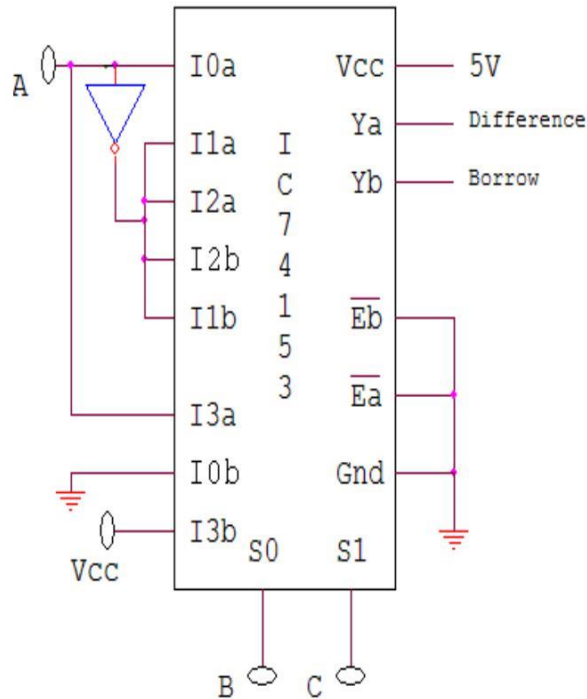 A
I0a
I1a
I2a
I2b
I1b
I3a
I0b
I3b
Vcc
I
C
7
4
1
5
3
Vcc
5V
Ya
Difference
Yb
Borrow
Eb
Ea
Gnd
S0
S1
B
C